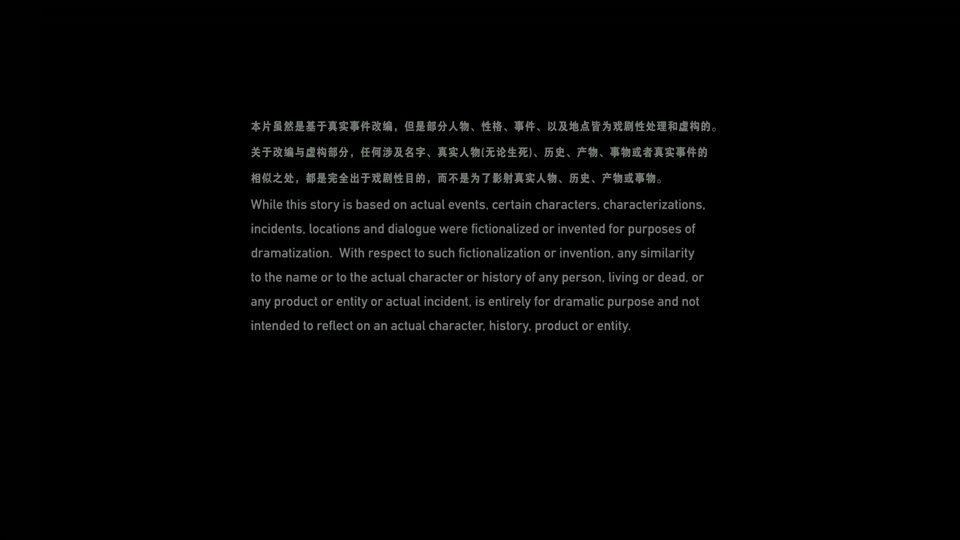 本片虽然是基于真实事件改编，但是部分人物、性格、事件、以及地点皆为戏剧性处理和虚构的。
关于改编与虚构部分，任何涉及名字、真实人物(无论生死)、历史、产物、事物或者真实事件的
相似之处，都是完全出于戏剧性目的，而不是为了影射真实人物、历史、产物或事物。
While this story is based on actual events, certain characters, characterizations,
incidents, locations and dialogue were fictionalized or invented for purposes of
dramatization.  With respect to such fictionalization or invention, any similarity
to the name or to the actual character or history of any person, living or dead, or
any product or entity or actual incident, is entirely for dramatic purpose and not
intended to reflect on an actual character, history, product or entity.